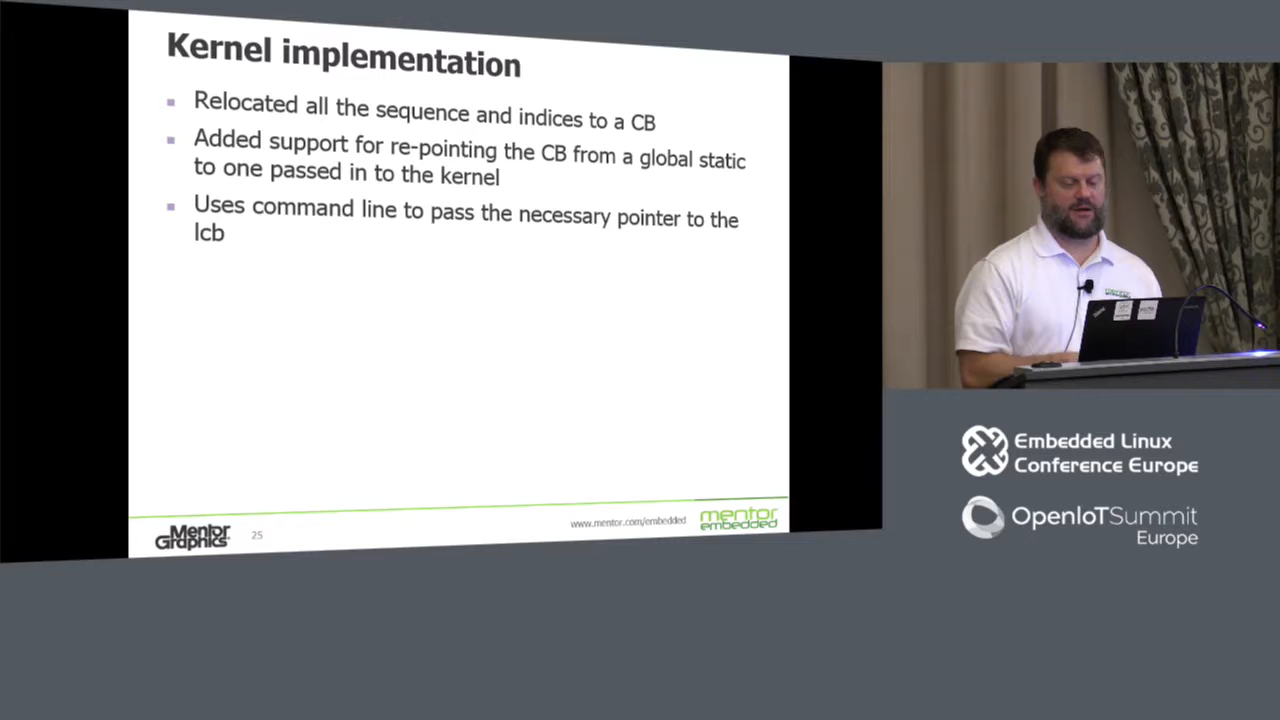 Kernel implementation
Relocated all the sequence and indices to a CB
Added support for re-pointing the CB from a global static
to one passed in to the kernel
Uses command line to pass the necessary pointer to the
lcb
Mentor
Graphics
25
www.mentor.com/embedded
mentor
embedded
Embedded Linux
Conference Europe
OpenIoTSummit
Europe